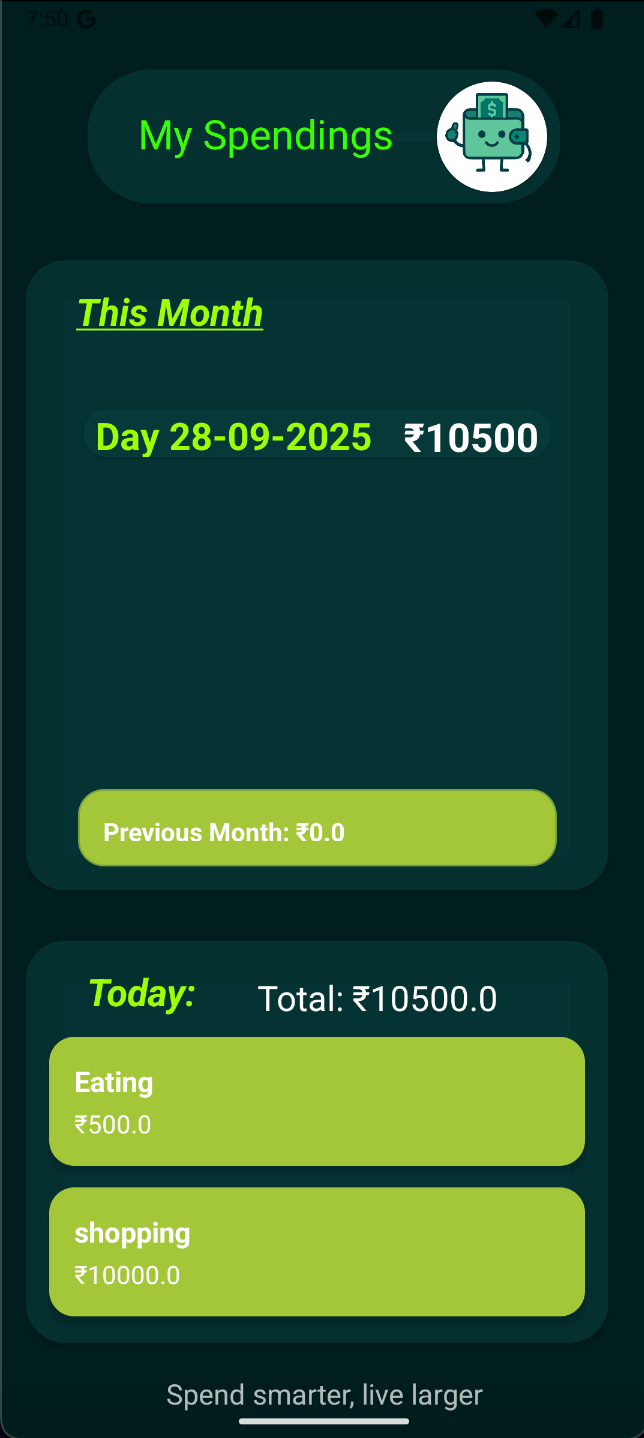 7:50 G
My Spendings
$
This Month
Day 28-09-2025 ₹10500
Previous Month: ₹0.0
Today: Total: ₹10500.0
Eating
₹500.0
shopping
₹10000.0
Spend smarter, live larger